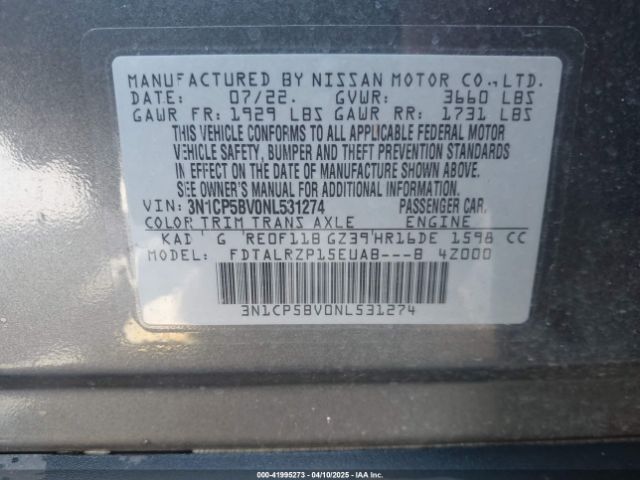 MANUFACTURED BY NISSAN MOTOR CO., LTD.
DATE: 07/22. GVWR: 3660 LBS
GAWR FR: 1929 LBS GAWR RR: 1731 LBS
THIS VEHICLE CONFORMS TO ALL APPLICABLE FEDERAL MOTOR
VEHICLE SAFETY, BUMPER AND THEFT PREVENTION STANDARDS
IN EFFECT ON THE DATE OF MANUFACTURE SHOWN ABOVE.
SEE OWNER'S MANUAL FOR ADDITIONAL INFORMATION.
VIN: 3N1CP5BV0NL531274 PASSENGER CAR.
COLOR TRIM TRANS AXLE ENGINE
KAD G RE0F11B GZ39 HR16DE 1598 CC
MODEL: FDTALRZP15EUAB---B 4Z000
3N1CP5BV0NL531274
000-41995273 — 04/10/2025 — IAA Inc.